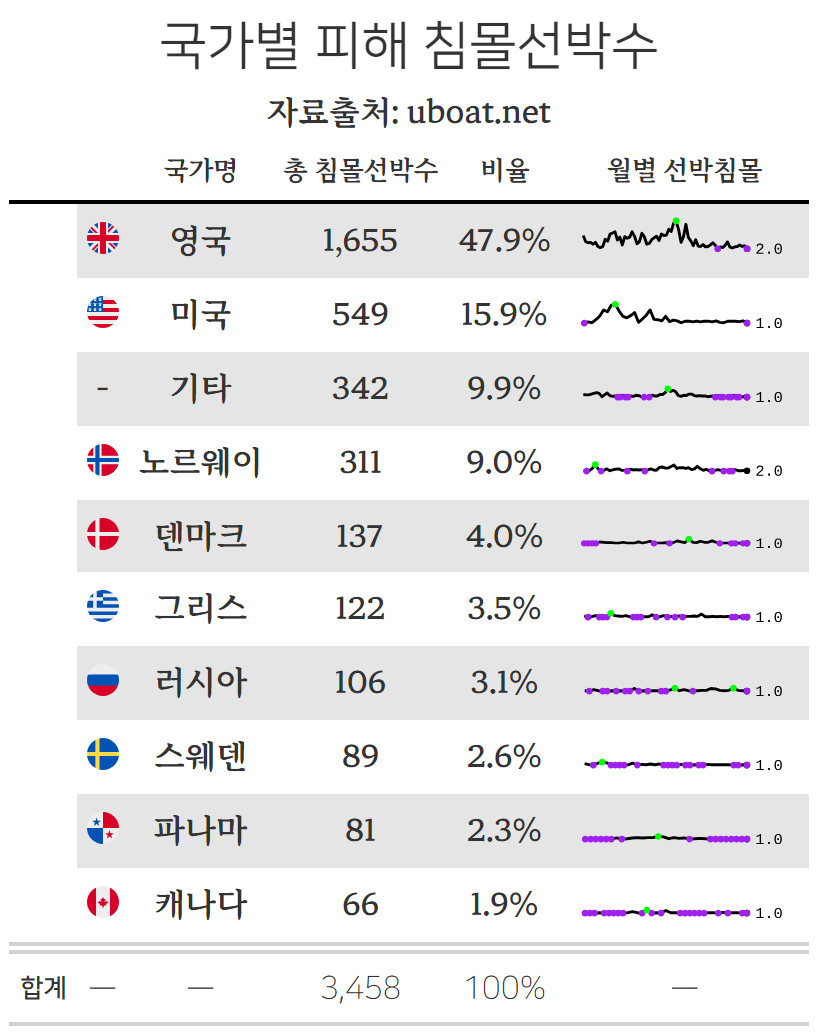 국가별 피해 침몰선박수
자료출처: uboat.net
국가명 총 침몰선박수 비율 월별 선박침몰
영국 1,655 47.9% 2.0
미국 549 15.9% 1.0
- 기타 342 9.9% 1.0
노르웨이 311 9.0% 2.0
덴마크 137 4.0% 1.0
그리스 122 3.5% 1.0
러시아 106 3.1% 1.0
스웨덴 89 2.6% 1.0
파나마 81 2.3% 1.0
캐나다 66 1.9% 1.0
합계 — — 3,458 100% —